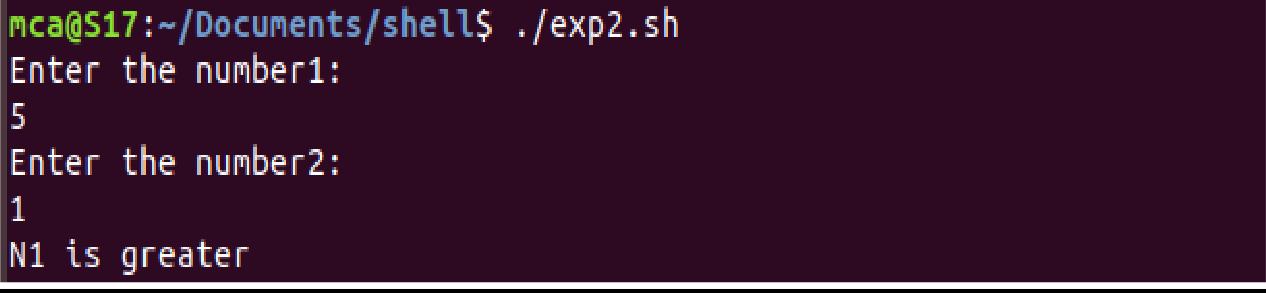 mca@S17:~/Documents/shell$ ./exp2.sh
Enter the number1:
5
Enter the number2:
1
N1 is greater